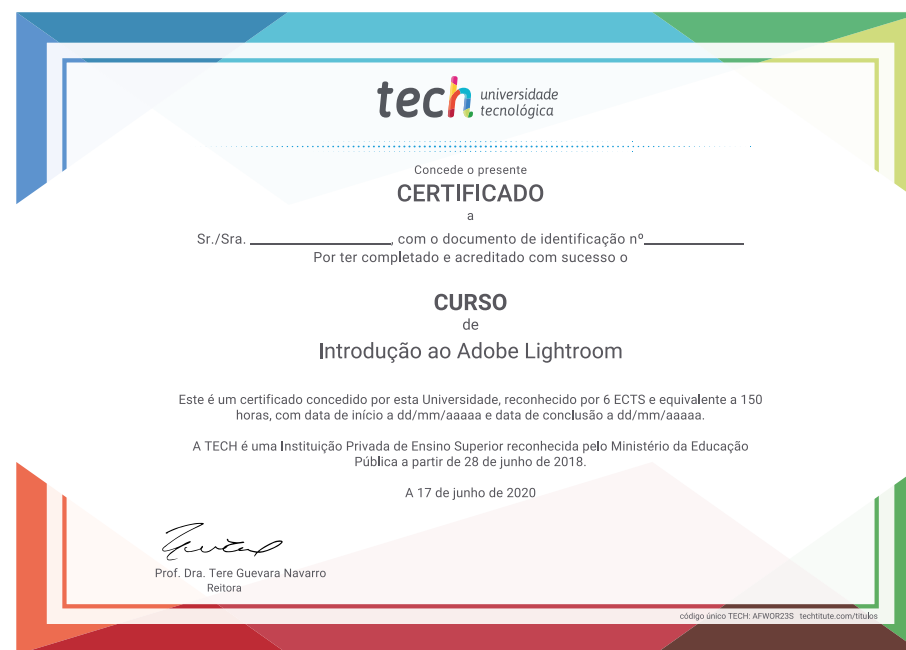 tech universidade
tecnológica
Concede o presente
CERTIFICADO
a
Sr./Sra. _________________, com o documento de identificação nº____________
Por ter completado e acreditado com sucesso o
CURSO
de
Introdução ao Adobe Lightroom
Este é um certificado concedido por esta Universidade, reconhecido por 6 ECTS e equivalente a 150
horas, com data de início a dd/mm/aaaaa e data de conclusão a dd/mm/aaaaa.
A TECH é uma Instituição Privada de Ensino Superior reconhecida pelo Ministério da Educação
Pública a partir de 28 de junho de 2018.
A 17 de junho de 2020
Prof. Dra. Tere Guevara Navarro
Reitora
código único TECH: AFWOR23S techtitute.com/titulos